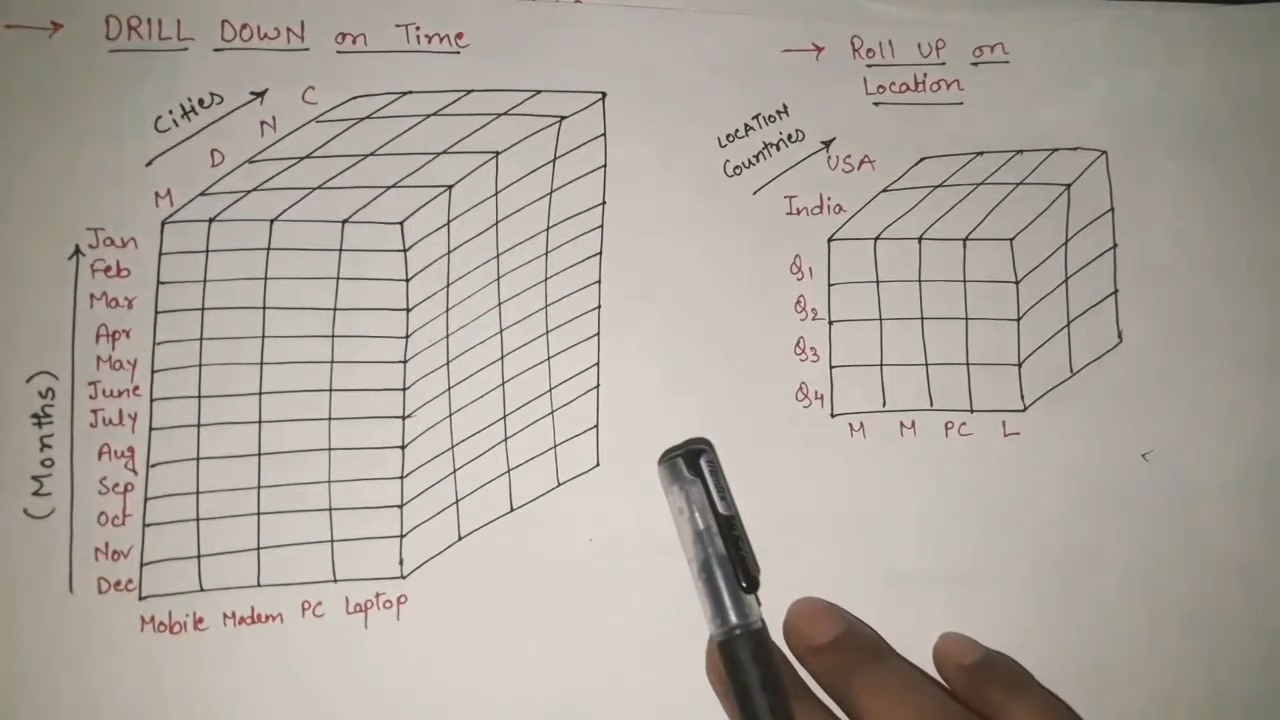 → DRILL DOWN on Time
Cities
C
N
D
M
Jan
Feb
Mar
Apr
May
June
July
Aug
Sep
Oct
Nov
Dec
(Months)
Mobile Modem PC Laptop
→ Roll UP on
Location
LOCATION
Countries
USA
India
Q1
Q2
Q3
Q4
M M PC L